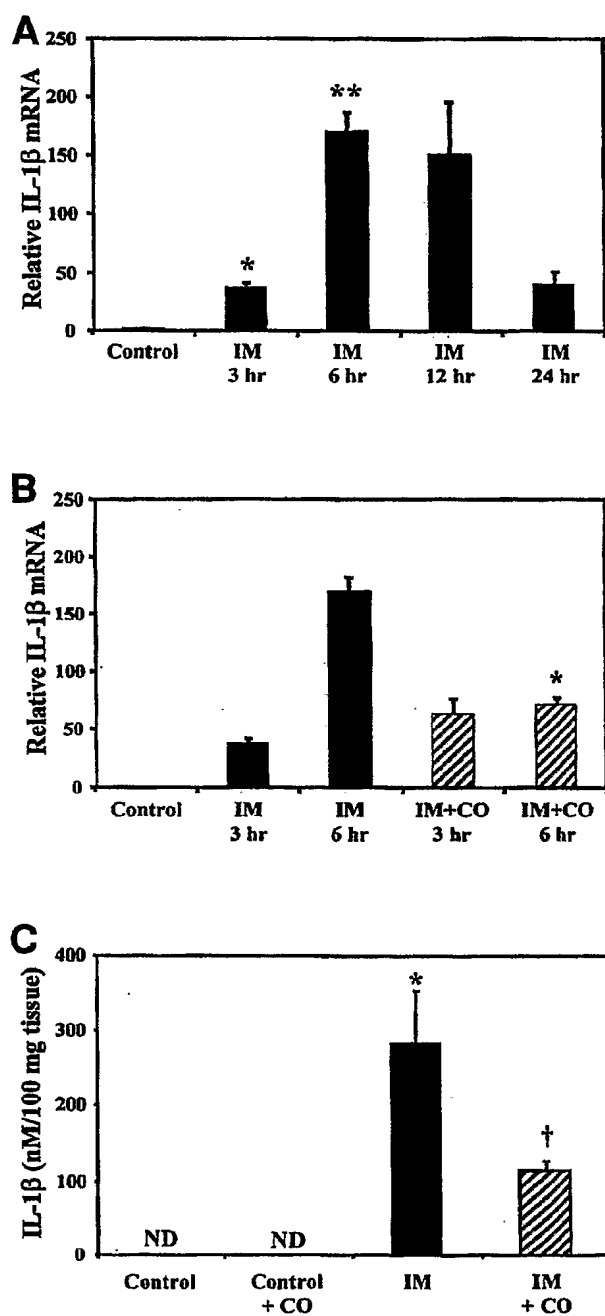 A
Relative IL-1β mRNA
250
200
150
100
50
0
*
**
Control
IM
3 hr
IM
6 hr
IM
12 hr
IM
24 hr
B
Relative IL-1β mRNA
250
200
150
100
50
0
*
Control
IM
3 hr
IM
6 hr
IM+CO
3 hr
IM+CO
6 hr
C
IL-1β (nM/100 mg tissue)
400
300
200
100
0
ND
ND
*
†
Control
Control
+ CO
IM
IM
+ CO